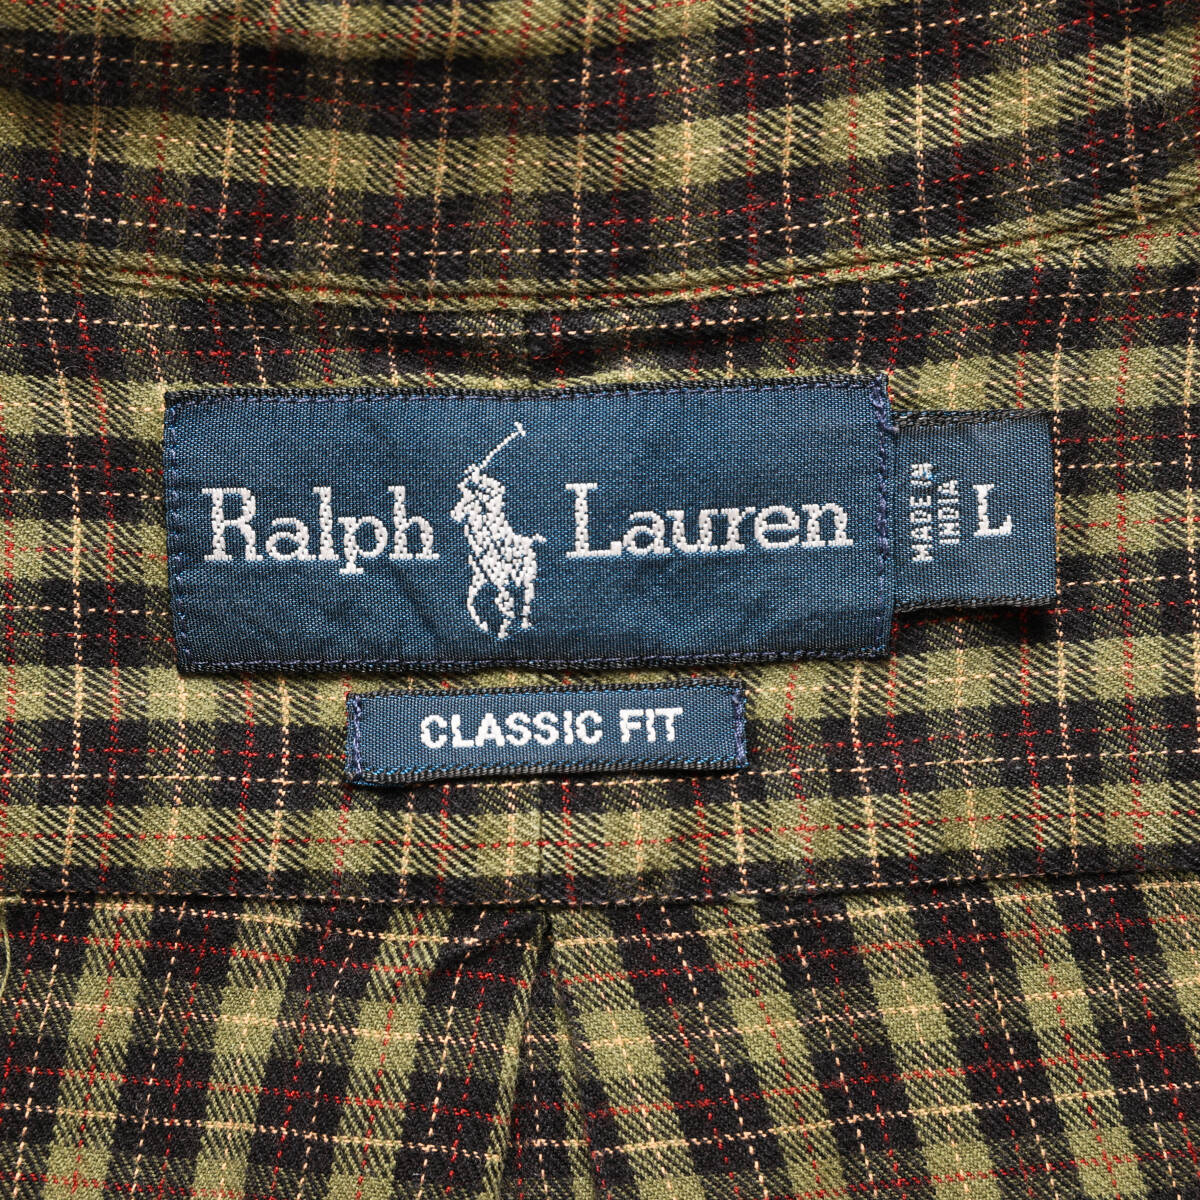 Ralph Lauren
MADE IN
INDIA
L
CLASSIC FIT